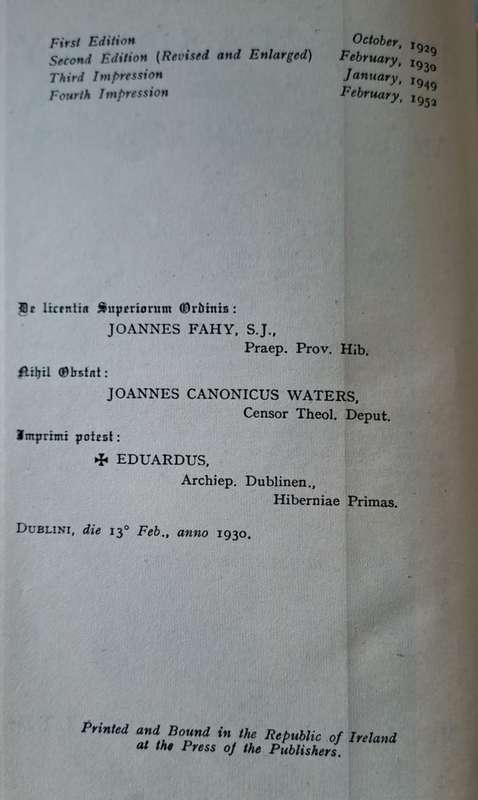 First Edition October, 1929
Second Edition (Revised and Enlarged) February, 1930
Third Impression January, 1949
Fourth Impression February, 1952
De licentia Superiorum Ordinis:
JOANNES FAHY, S.J.,
Praep. Prov. Hib.
Nihil Obstat:
JOANNES CANONICUS WATERS,
Censor Theol. Deput.
Imprimi potest:
✠ EDUARDUS,
Archiep. Dublinen.,
Hiberniae Primas.
DUBLINI, die 13° Feb., anno 1930.
Printed and Bound in the Republic of Ireland
at the Press of the Publishers.